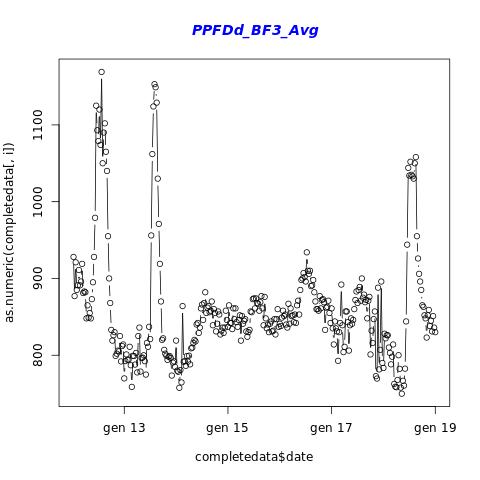 PPFDd_BF3_Avg
as.numeric(completedata[, i])
1100
1000
900
800
gen 13
gen 15
gen 17
gen 19
completedata$date